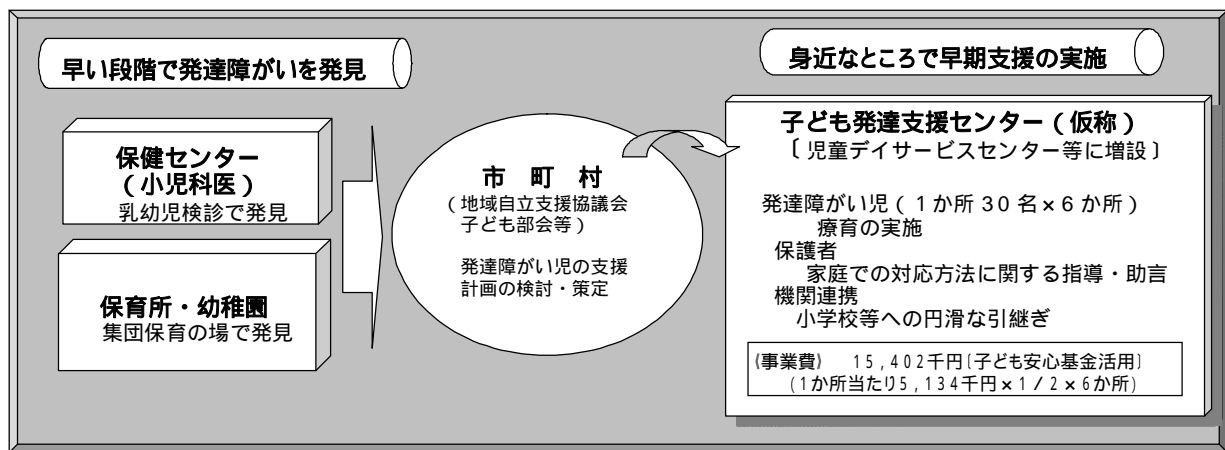 早い段階で発達障がいを発見
保健センター
（小児科医）
乳幼児検診で発見
保育所・幼稚園
集団保育の場で発見
市　町　村
（地域自立支援協議会
子ども部会等）
発達障がい児の支援
計画の検討・策定
身近なところで早期支援の実施
子ども発達支援センター（仮称）
〔児童デイサービスセンター等に増設〕
発達障がい児（１か所３０名×６か所）
療育の実施
保護者
家庭での対応方法に関する指導・助言
機関連携
小学校等への円滑な引継ぎ
《事業費》　１５，４０２千円〔子ども安心基金活用〕
（１か所当たり５，１３４千円×１／２×６か所）